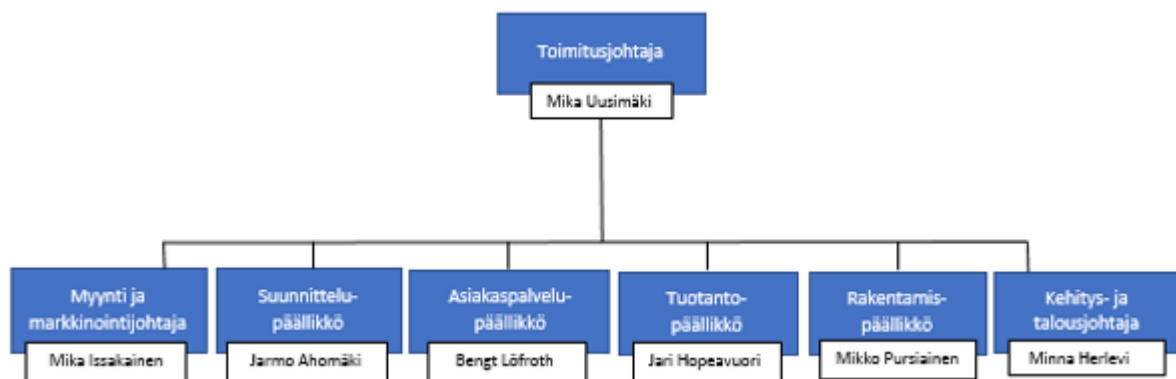 Toimitusjohtaja
Mika Uusimäki
Myynti ja
markkinointijohtaja
Mika Issakainen
Suunnittelu-
päällikkö
Jarmo Ahomäki
Asiakaspalvelu-
päällikkö
Bengt Löfroth
Tuotanto-
päällikkö
Jari Hopeavuori
Rakentamis-
päällikkö
Mikko Pursiainen
Kehitys- ja
talousjohtaja
Minna Herlevi